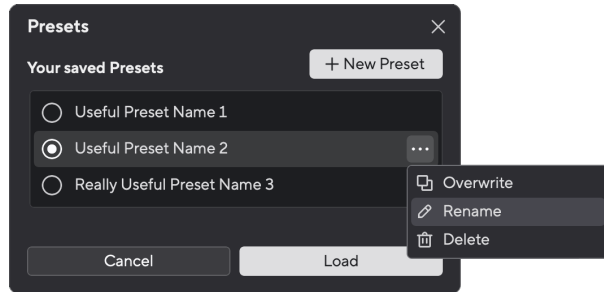 Presets
Your saved Presets
+ New Preset
Useful Preset Name 1
Useful Preset Name 2
Really Useful Preset Name 3
Overwrite
Rename
Delete
Cancel
Load